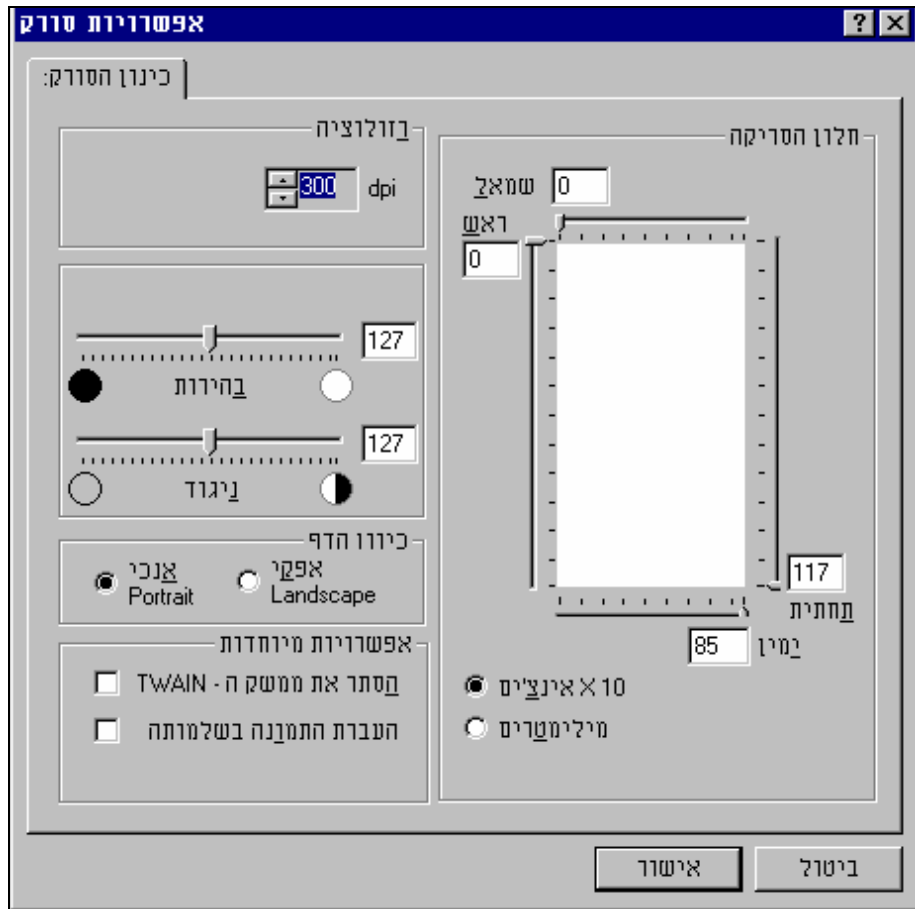 אפשרויות סורק
כינון הסורק:
חלון הסריקה
שמאל 0
ראש
0
117
תחתית
ימין 85
10 X אינצ'ים
מילימטרים
רזולוציה
300 dpi
127
בהירות
127
ניגוד
כיוון הדף
אפקי
Landscape
אנכי
Portrait
אפשרויות מיוחדות
הסתר את ממשק ה - TWAIN
העברת התמונה בשלמותה
ביטול
אישור